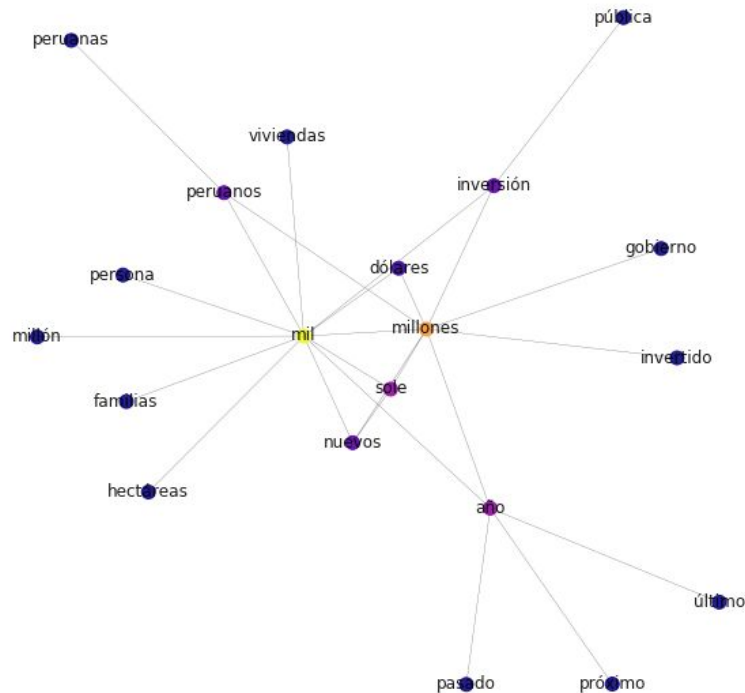 pública
peruanas
viviendas
peruanos
inversión
gobierno
dólares
persona
mil
millones
millón
invertido
sole
familias
nuevos
hectáreas
año
último
pasado
próximo